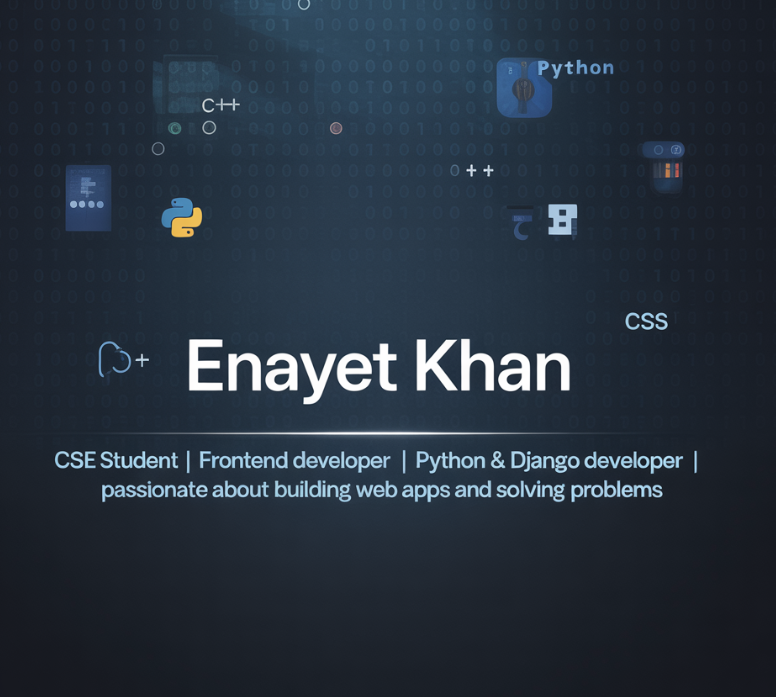 Python
C++
++
CSS
Enayet Khan
CSE Student | Frontend developer | Python & Django developer |
passionate about building web apps and solving problems